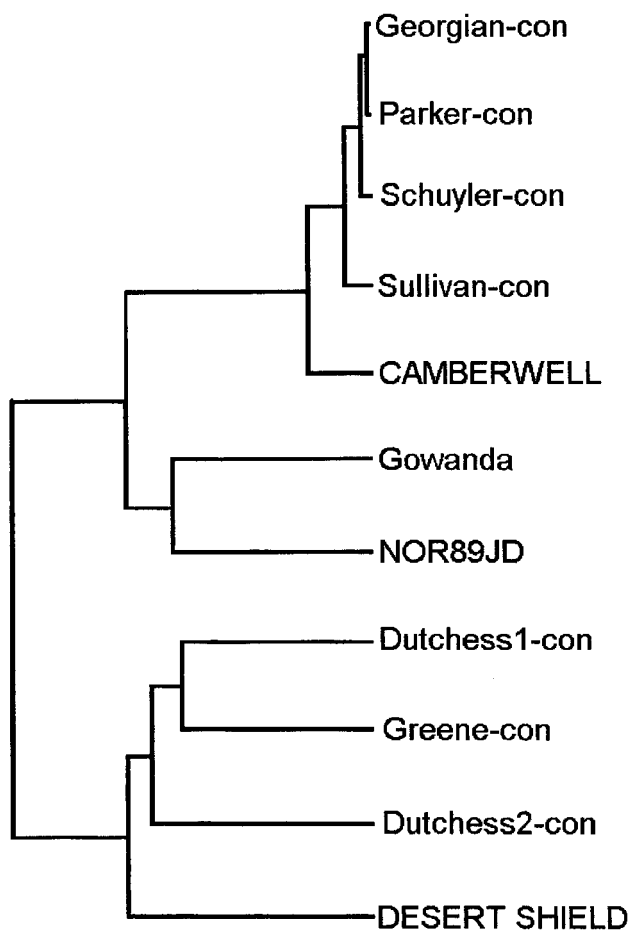 Georgian-con
Parker-con
Schuyler-con
Sullivan-con
CAMBERWELL
Gowanda
NOR89JD
Dutchess1-con
Greene-con
Dutchess2-con
DESERT SHIELD